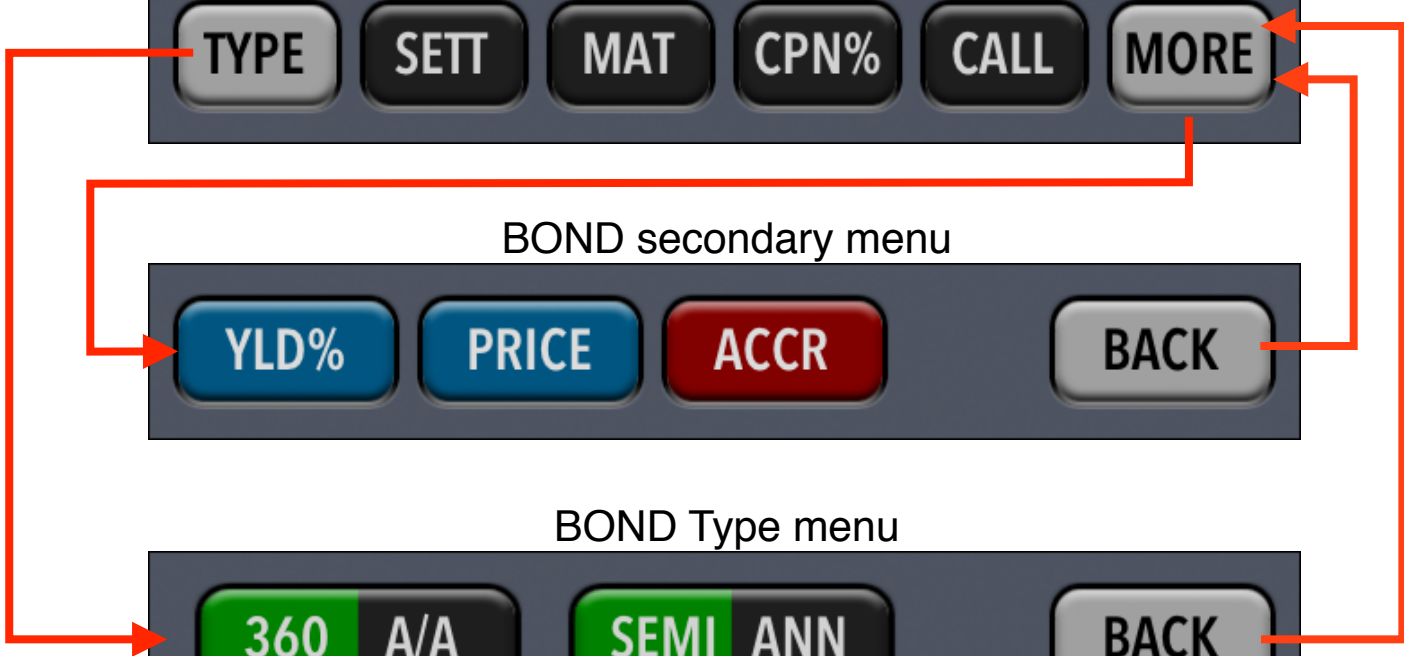 TYPE SETT MAT CPN% CALL MORE
BOND secondary menu
YLD% PRICE ACCR BACK
BOND Type menu
360 A/A SEMI ANN BACK